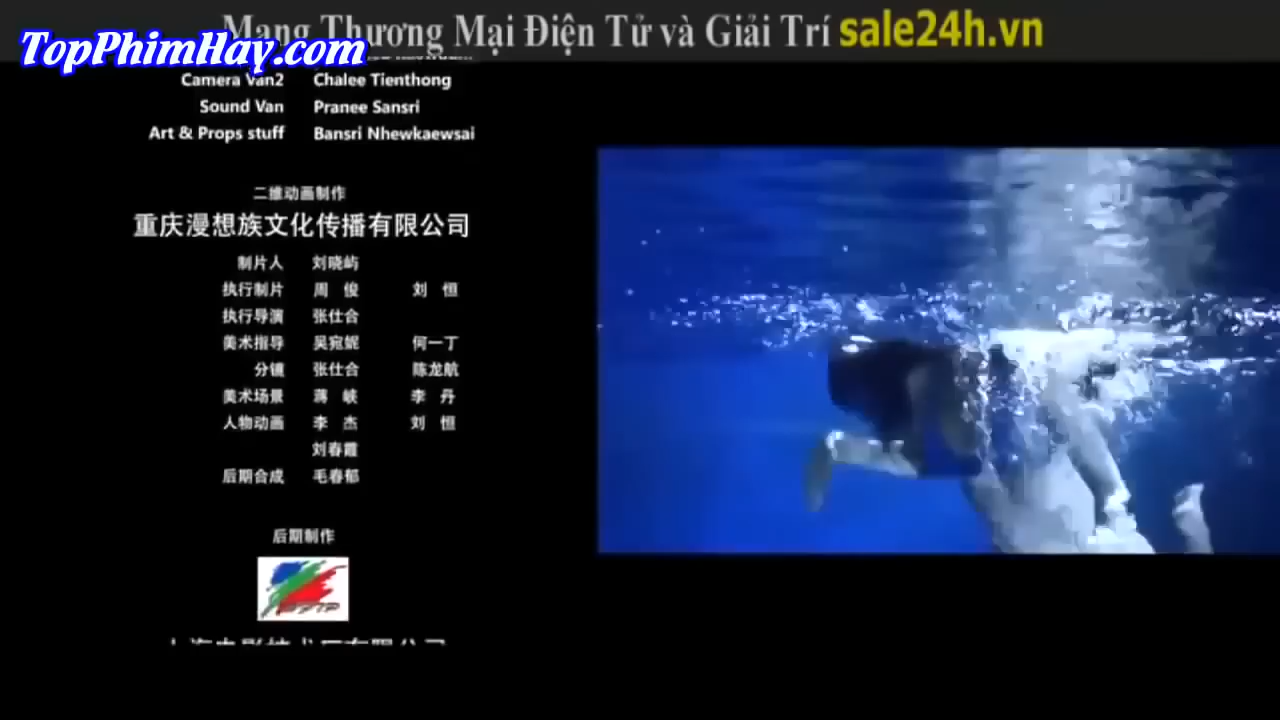 Mạng Thương Mại Điện Tử và Giải Trí sale24h.vn
TopPhimHay.com
Camera Van2 Chalee Tienthong
Sound Van Pranee Sansri
Art & Props stuff Bansri Nhewkaewsai
二维动画制作
重庆漫想族文化传播有限公司
制片人 刘晓屿
执行制片 周 俊 刘 恒
执行导演 张仕合
美术指导 吴宛妮 何一丁
分镜 张仕合 陈龙航
美术场景 蒋 峡 李 丹
人物动画 李 杰 刘 恒
刘春霞
后期合成 毛春郁
后期制作